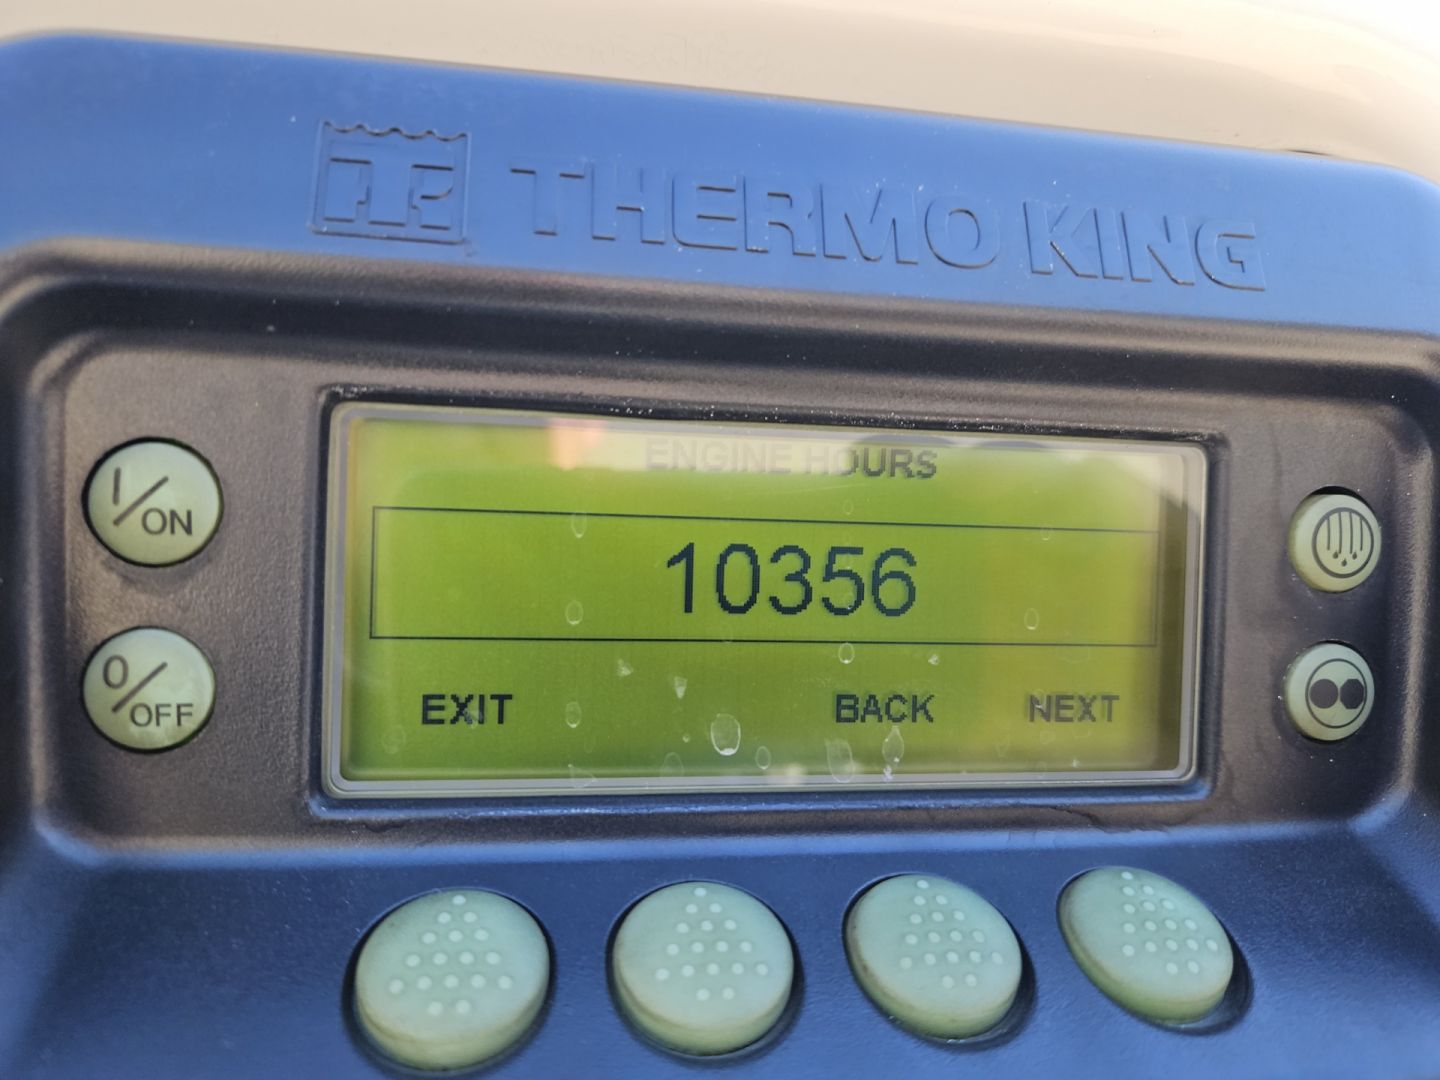 THERMO KING
I/ON
0/OFF
ENGINE HOURS
10356
EXIT BACK NEXT